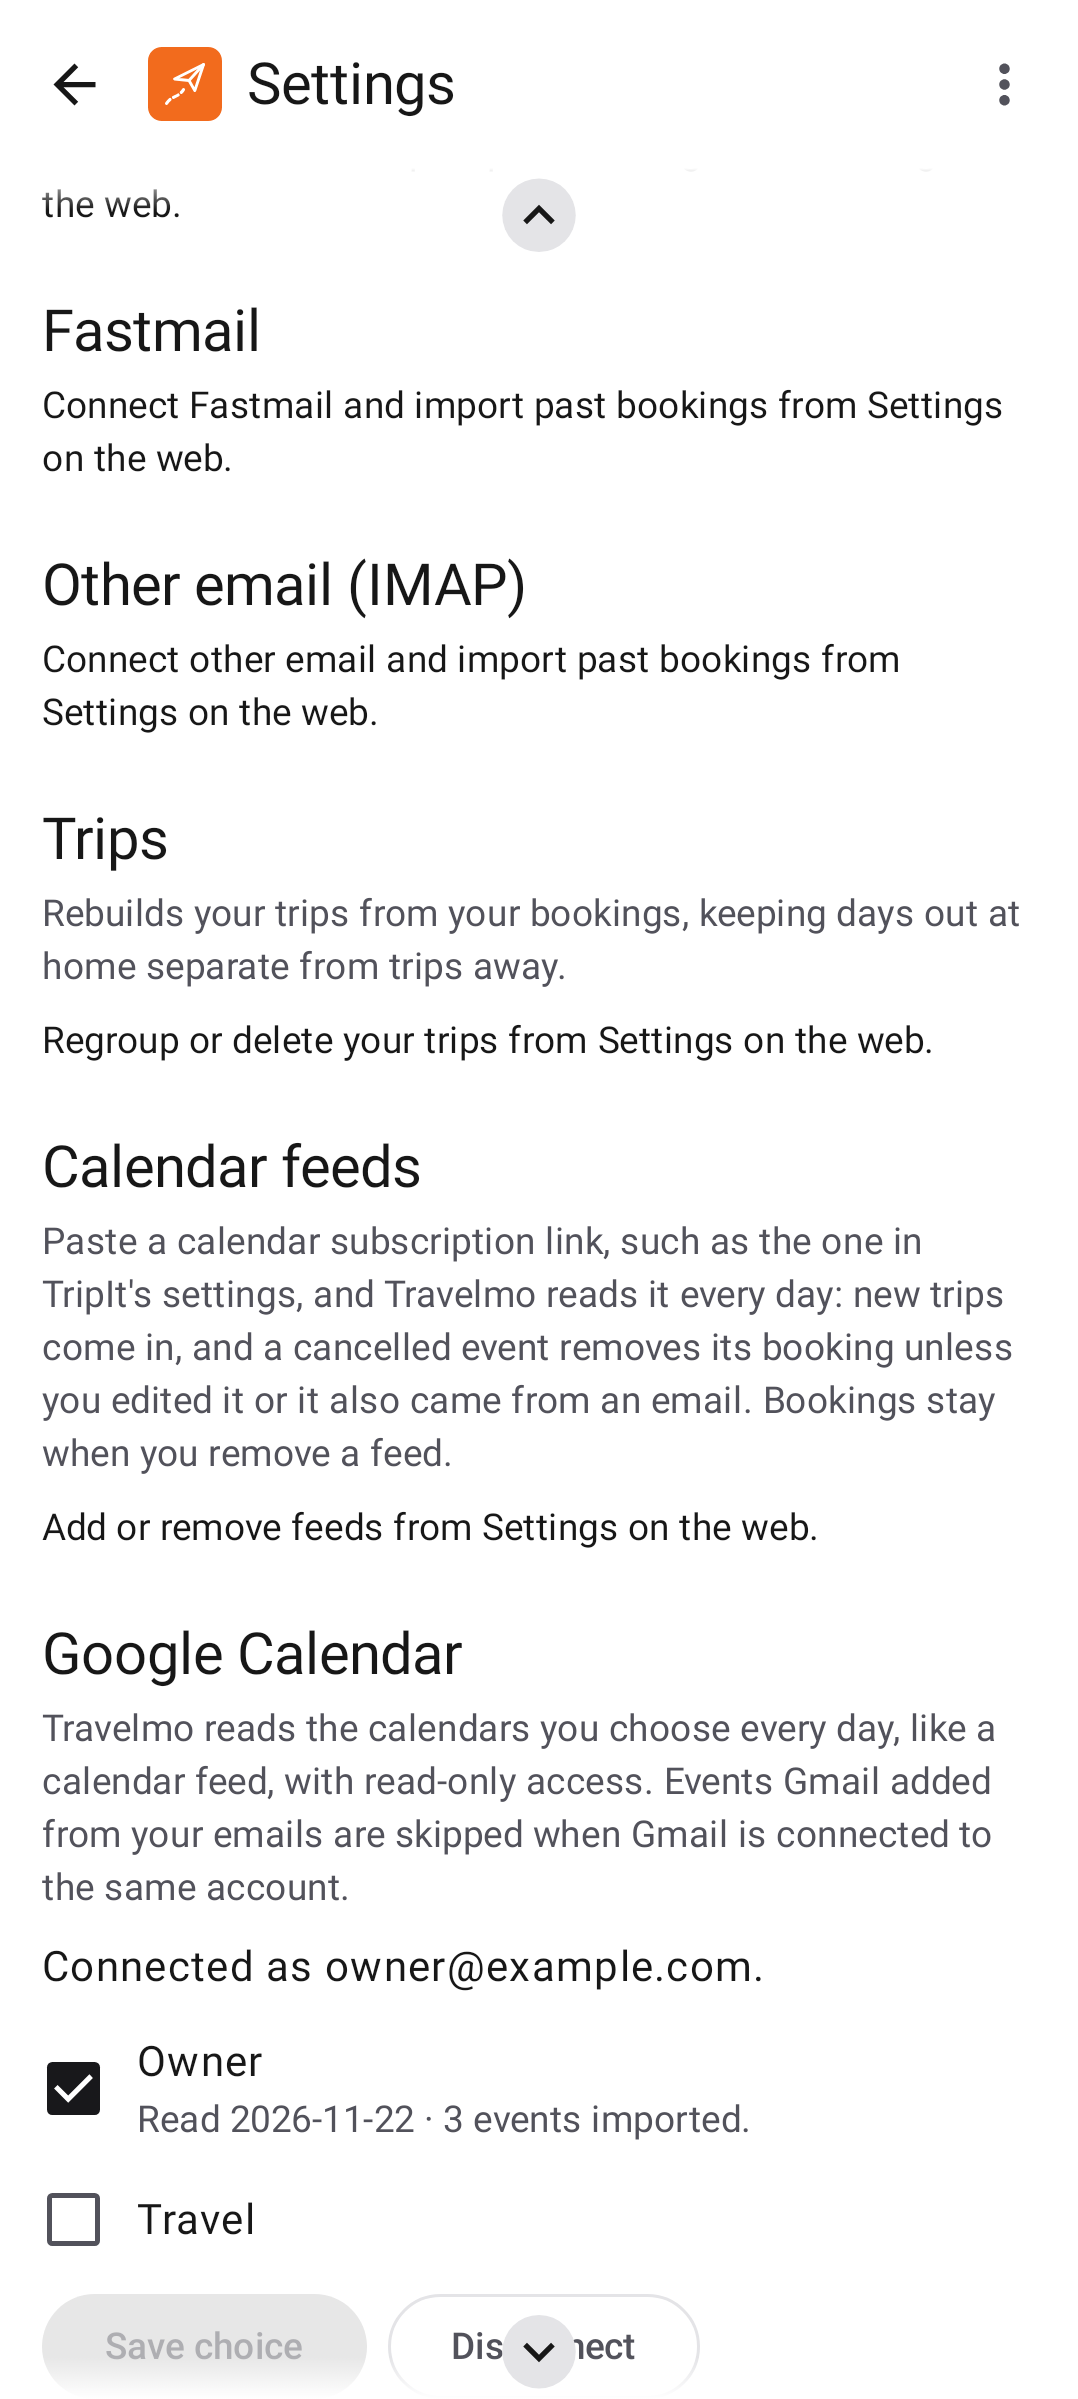 Settings
the web.
Fastmail
Connect Fastmail and import past bookings from Settings
on the web.
Other email (IMAP)
Connect other email and import past bookings from
Settings on the web.
Trips
Rebuilds your trips from your bookings, keeping days out at
home separate from trips away.
Regroup or delete your trips from Settings on the web.
Calendar feeds
Paste a calendar subscription link, such as the one in
TripIt's settings, and Travelmo reads it every day: new trips
come in, and a cancelled event removes its booking unless
you edited it or it also came from an email. Bookings stay
when you remove a feed.
Add or remove feeds from Settings on the web.
Google Calendar
Travelmo reads the calendars you choose every day, like a
calendar feed, with read-only access. Events Gmail added
from your emails are skipped when Gmail is connected to
the same account.
Connected as owner@example.com.
Owner
Read 2026-11-22 · 3 events imported.
Travel
Save choice